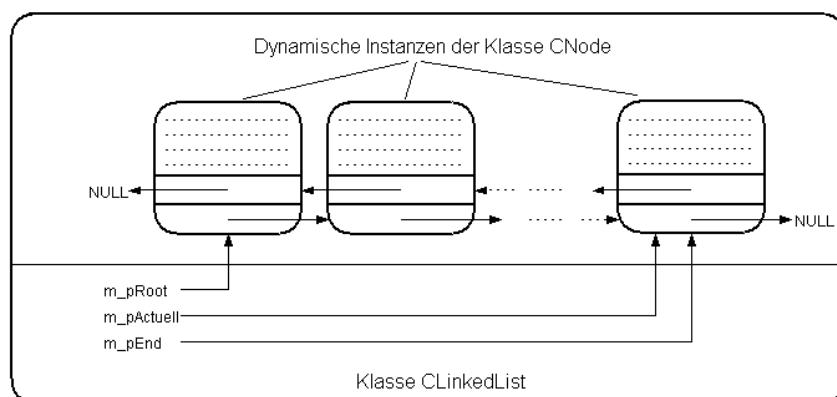 Dynamische Instanzen der Klasse CNode
NULL
NULL
m_pRoot
m_pActuell
m_pEnd
Klasse CLinkedList